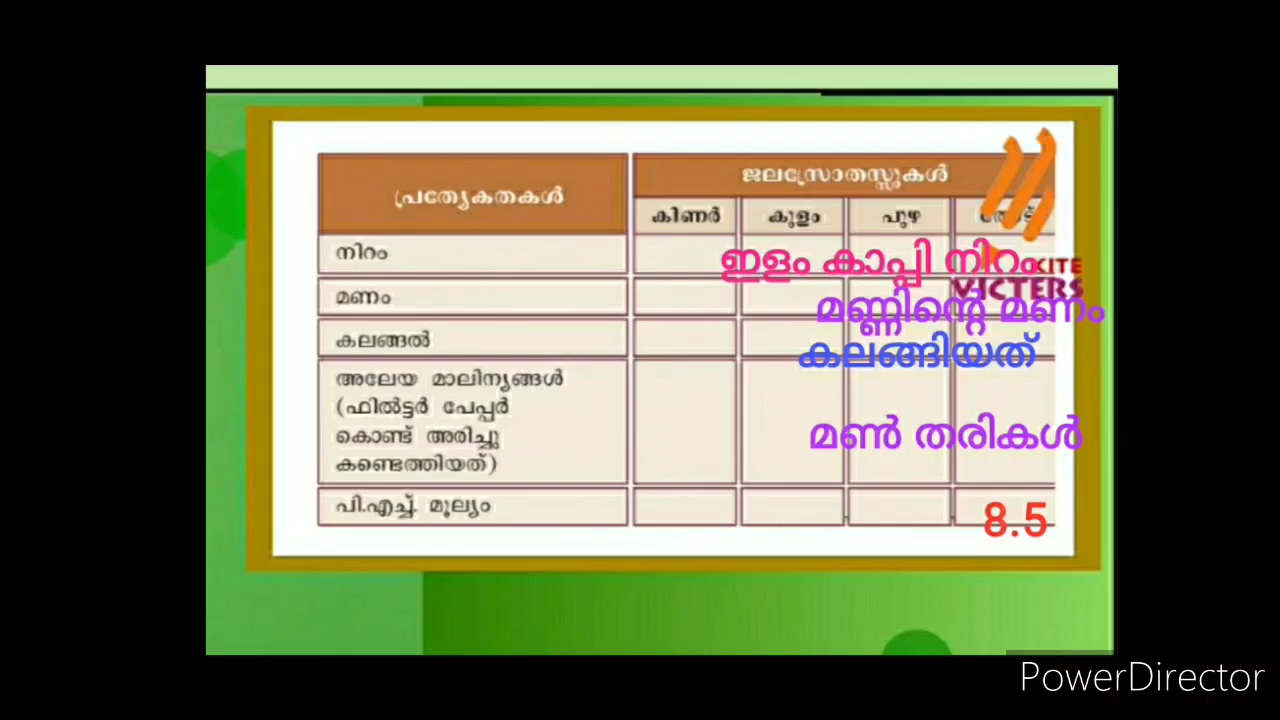 പ്രത്യേകതകൾ
ജലസ്രോതസ്സുകൾ
കിണർ കുളം പുഴ
നിറം
ഇളം കാപ്പി നിറം
KITE
VICTERS
മണം
മണ്ണിന്റെ മണം
കലങ്ങൽ
കലങ്ങിയത്
അലേയ മാലിന്യങ്ങൾ
(ഫിൽട്ടർ പേപ്പർ
കൊണ്ട് അരിച്ചു
കണ്ടെത്തിയത്)
മൺ തരികൾ
പി.എച്ച്. മൂല്യം
8.5
PowerDirector